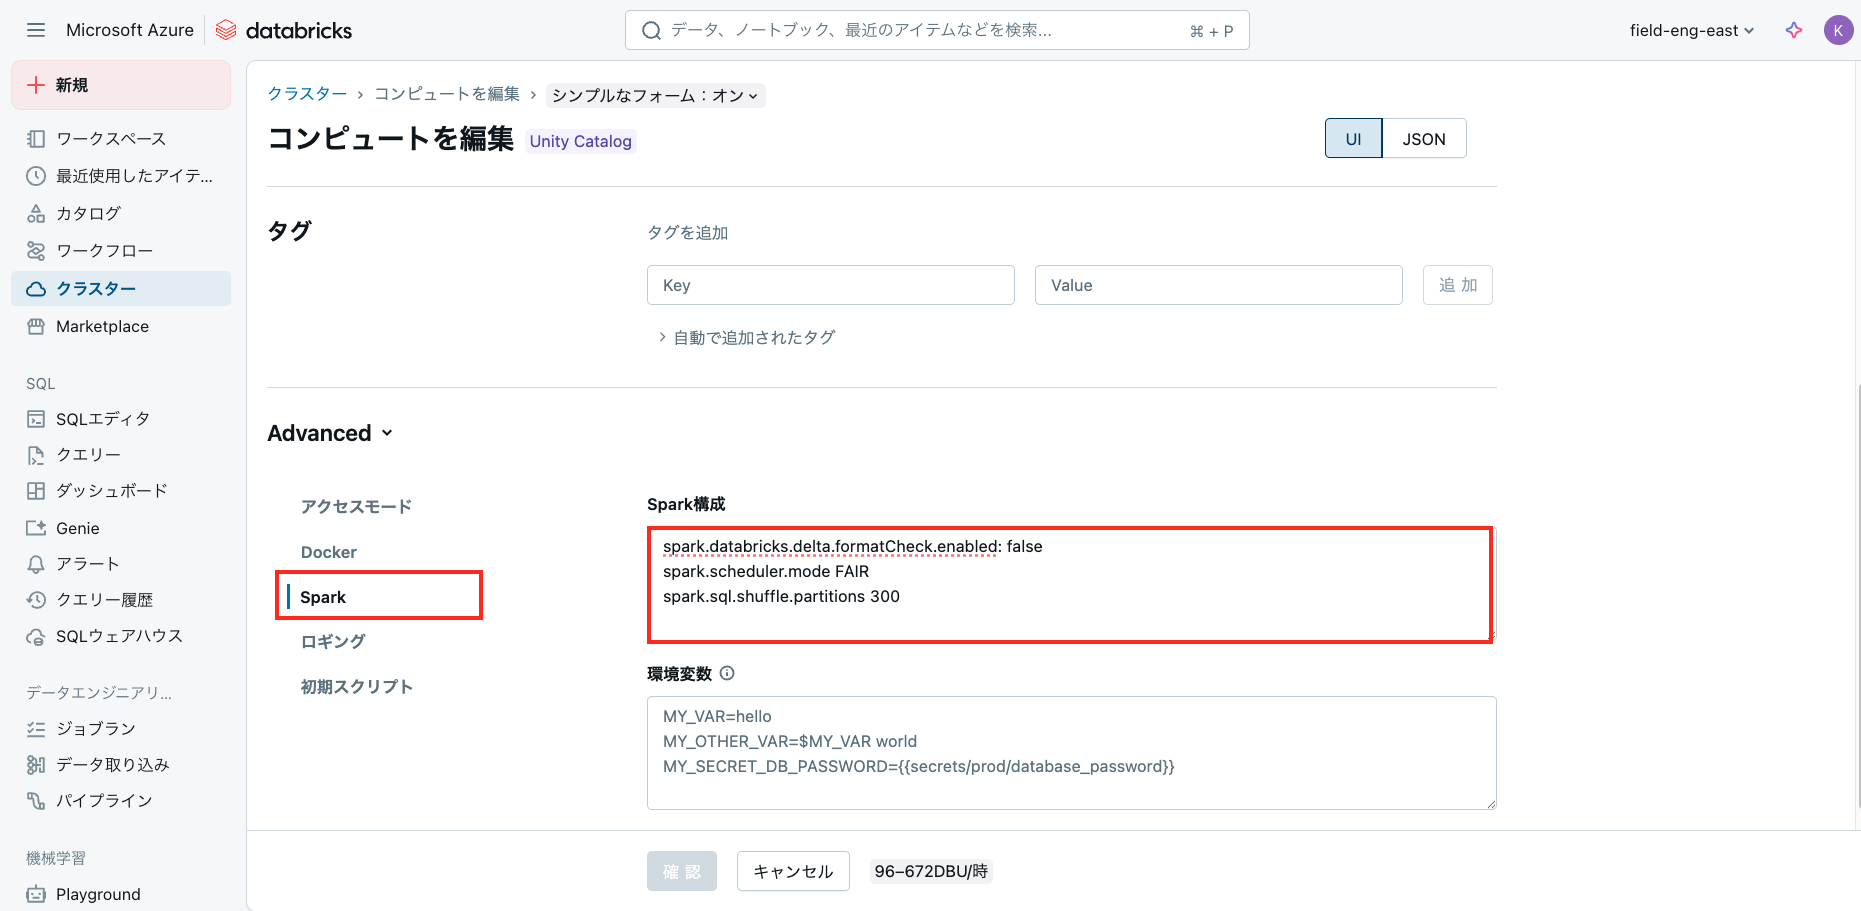 Microsoft Azure
databricks
データ、ノートブック、最近のアイテムなどを検索...
⌘ + P
field-eng-east
K
新規
ワークスペース
最近使用したアイテ...
カタログ
ワークフロー
クラスター
Marketplace
SQL
SQLエディタ
クエリー
ダッシュボード
Genie
アラート
クエリー履歴
SQLウェアハウス
データエンジニアリ...
ジョブラン
データ取り込み
パイプライン
機械学習
Playground
クラスター › コンピュートを編集 › シンプルなフォーム：オン
コンピュートを編集 Unity Catalog
UI JSON
タグ
タグを追加
Key Value 追 加
自動で追加されたタグ
Advanced
アクセスモード
Docker
Spark
ロギング
初期スクリプト
Spark構成
spark.databricks.delta.formatCheck.enabled: false
spark.scheduler.mode FAIR
spark.sql.shuffle.partitions 300
環境変数
MY_VAR=hello
MY_OTHER_VAR=$MY_VAR world
MY_SECRET_DB_PASSWORD={{secrets/prod/database_password}}
確 認 キャンセル 96–672DBU/時